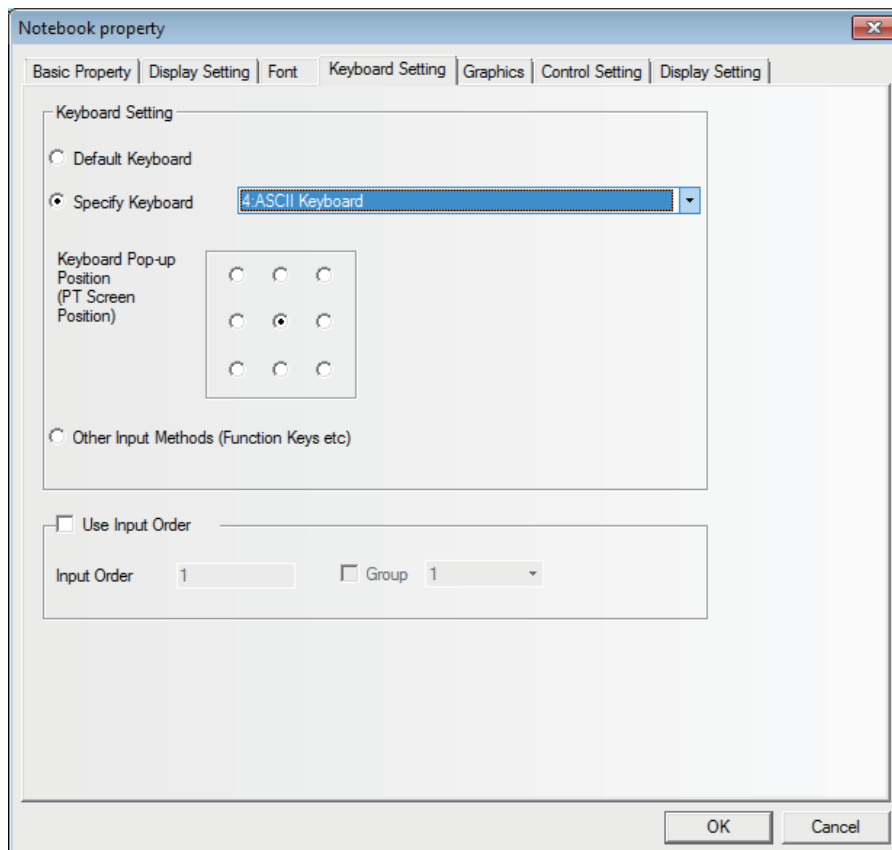 Notebook property
Basic Property Display Setting Font Keyboard Setting Graphics Control Setting Display Setting
Keyboard Setting
Default Keyboard
Specify Keyboard 4:ASCII Keyboard
Keyboard Pop-up
Position
(PT Screen
Position)
Other Input Methods (Function Keys etc)
Use Input Order
Input Order 1 Group 1
OK Cancel